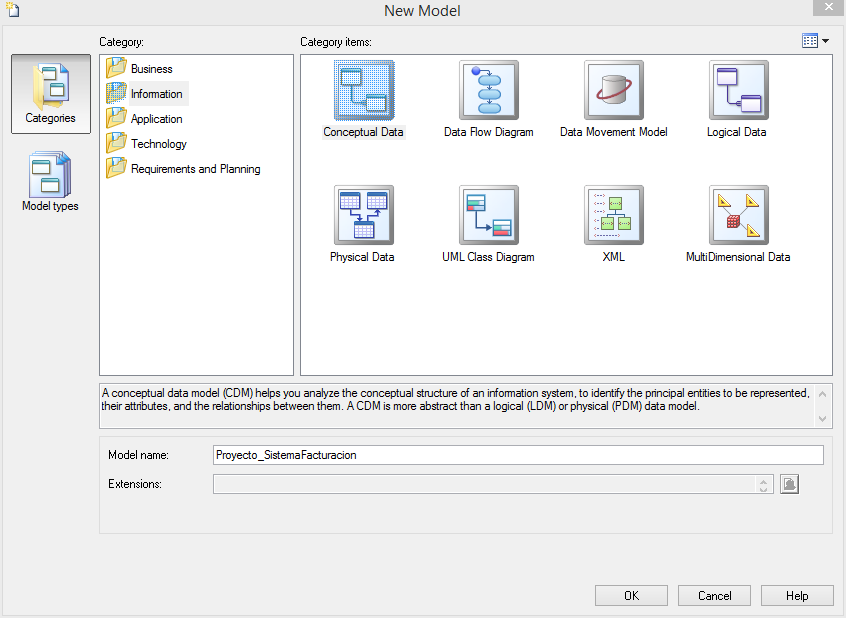 New Model
Category:
Category items:
Categories
Model types
Business
Information
Application
Technology
Requirements and Planning
Conceptual Data
Data Flow Diagram
Data Movement Model
Logical Data
Physical Data
UML Class Diagram
XML
MultiDimensional Data
A conceptual data model (CDM) helps you analyze the conceptual structure of an information system, to identify the principal entities to be represented,
their attributes, and the relationships between them. A CDM is more abstract than a logical (LDM) or physical (PDM) data model.
Model name:
Proyecto_SistemaFacturacion
Extensions:
OK
Cancel
Help